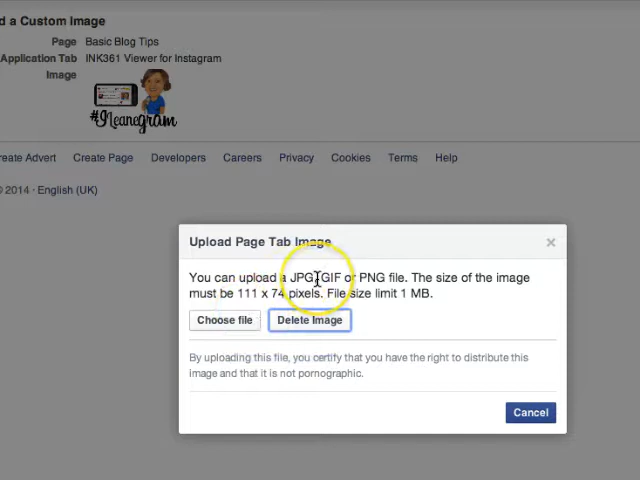 d a Custom Image
Page Basic Blog Tips
Application Tab INK361 Viewer for Instagram
Image
#Neanegram
reate Advert Create Page Developers Careers Privacy Cookies Terms Help
© 2014 · English (UK)
Upload Page Tab Image
You can upload a JPG, GIF or PNG file. The size of the image
must be 111 x 74 pixels. File size limit 1 MB.
Choose file Delete Image
By uploading this file, you certify that you have the right to distribute this
image and that it is not pornographic.
Cancel